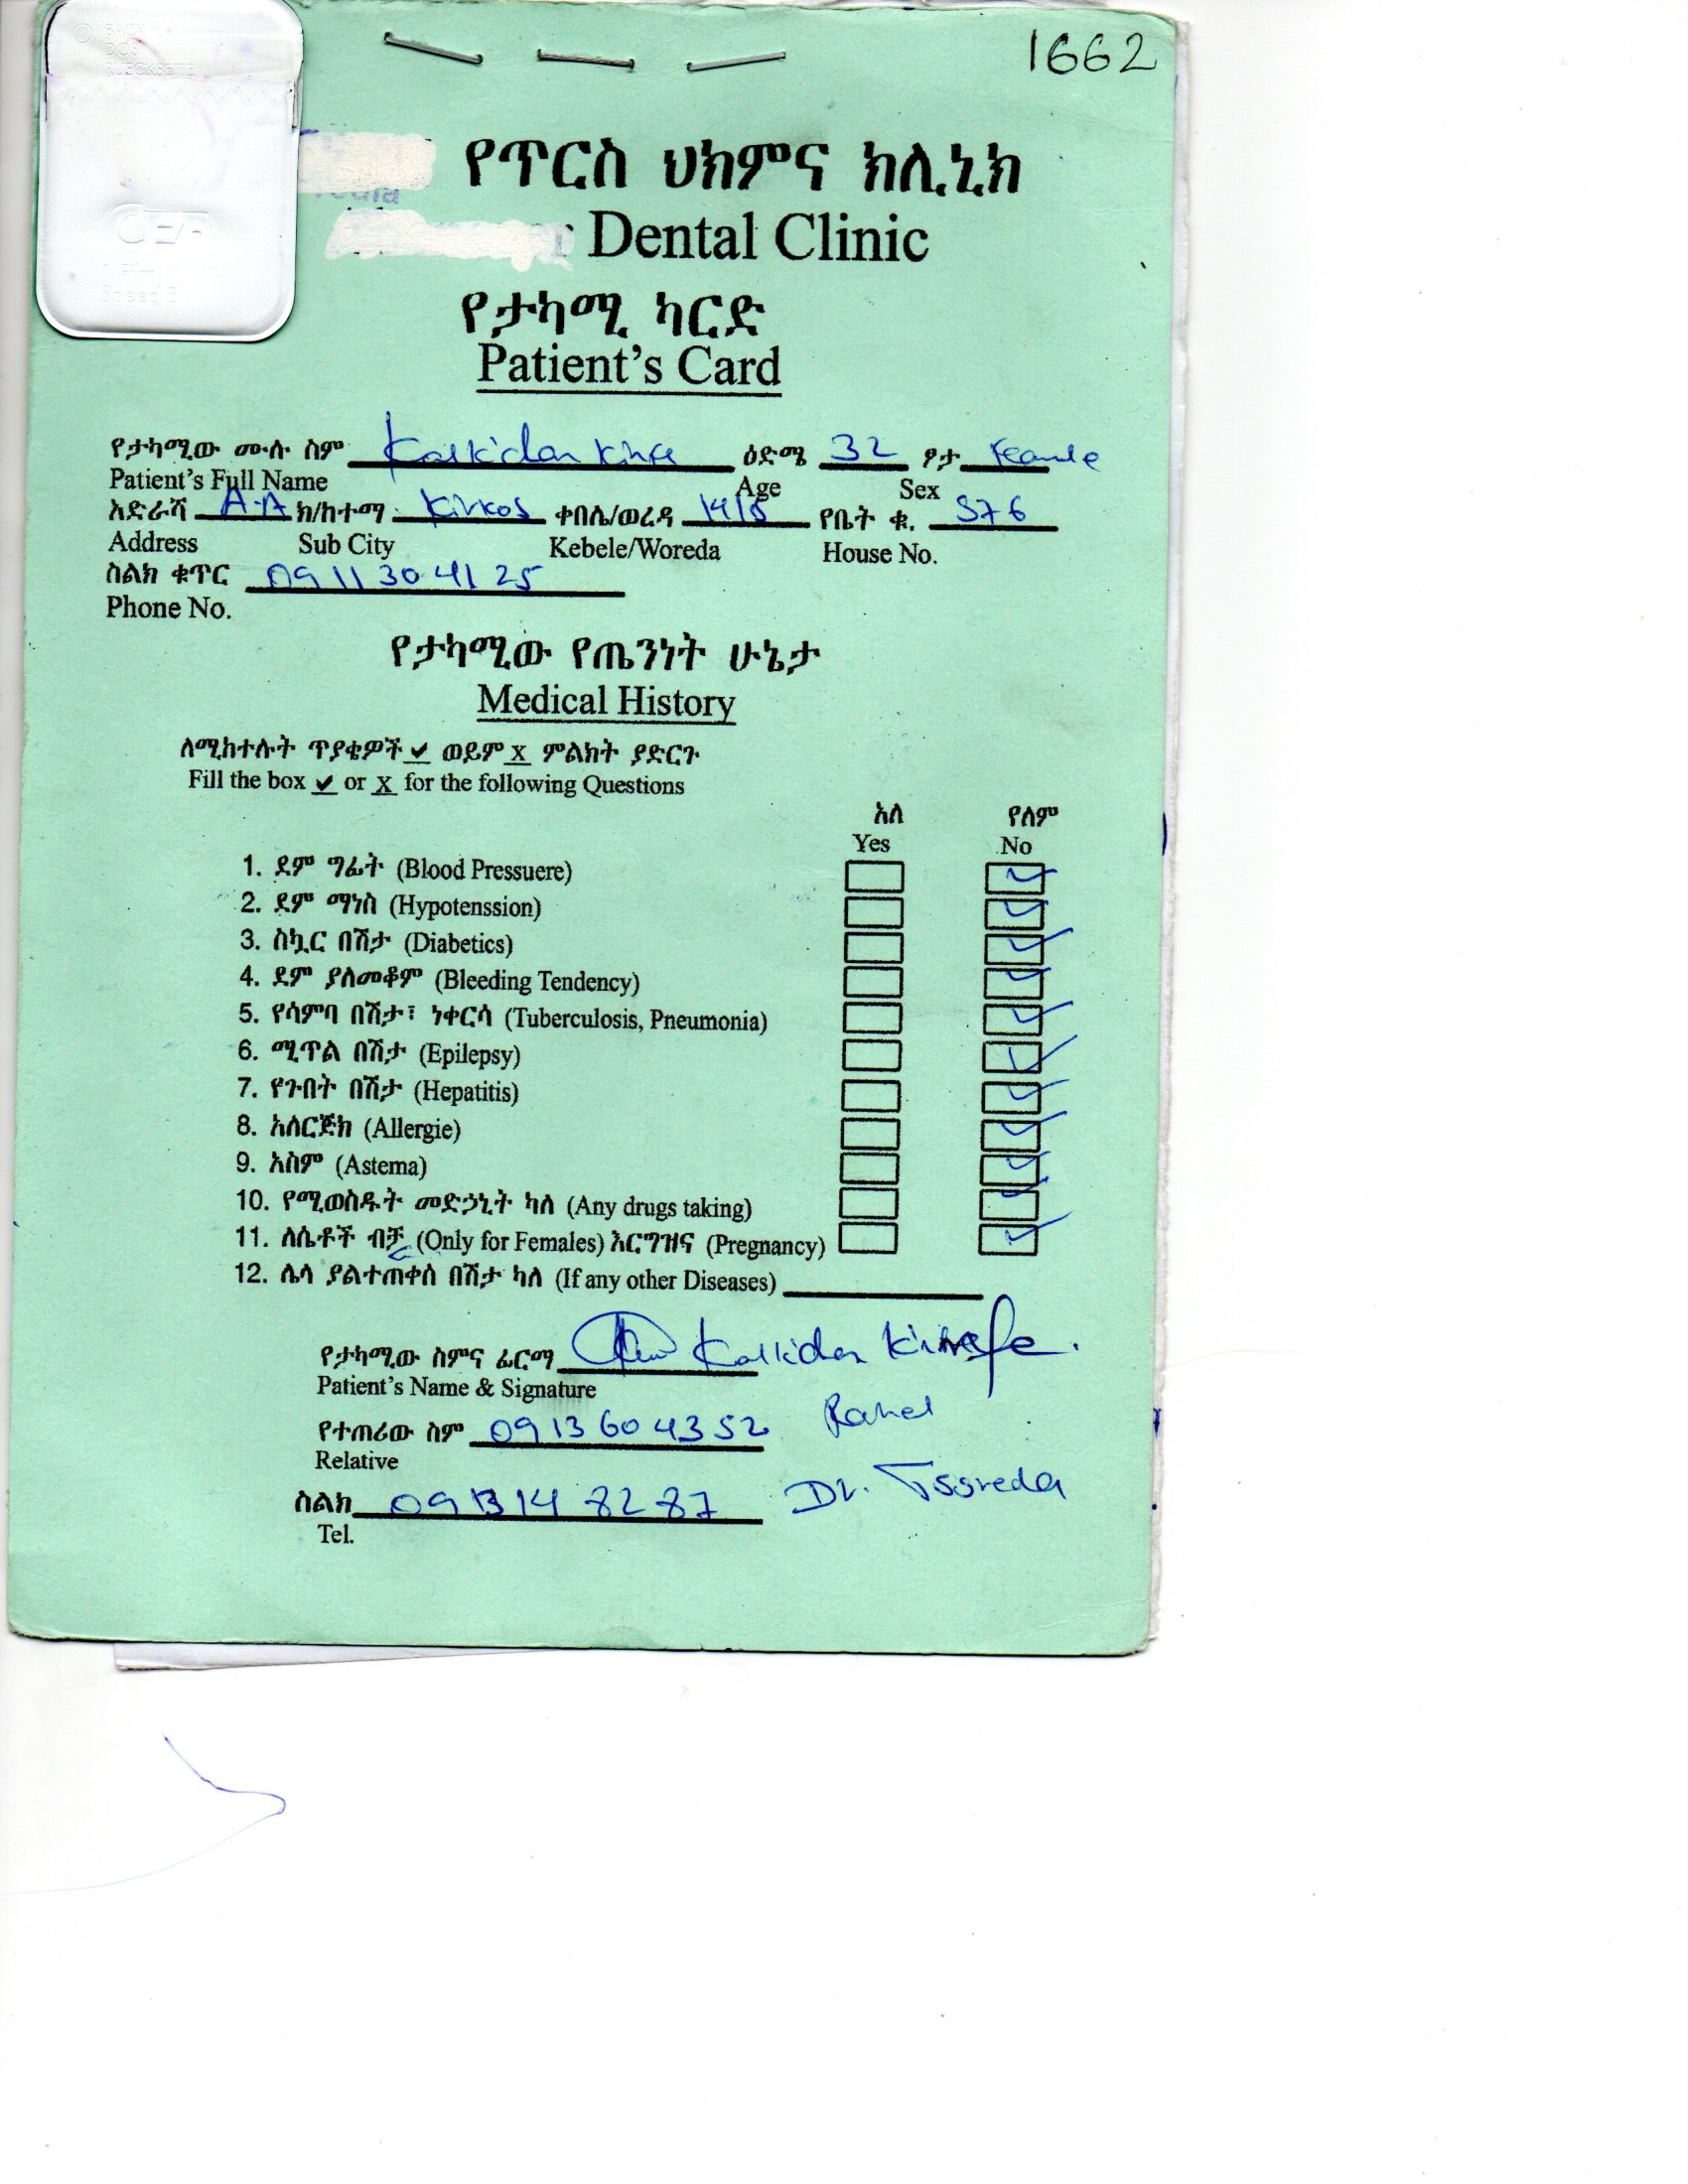 1662
BACK
DOS
RUECKSEITE
የጥርስ ህክምና ክሊኒክ
Dental Clinic
የታካሚ ካርድ
Patient's Card
የታካሚው ሙሉ ስም Kalkidan Kinfe ዕድሜ 32 ፆታ
Patient's Full Name Age Sex
አድራሻ A.A ክ/ከተማ Kirkos ቀበሌ/ወረዳ የቤት ቁ. 576
Address Sub City Kebele/Woreda House No.
ስልክ ቁጥር 0911304125
Phone No.
የታካሚው የጤንነት ሁኔታ
Medical History
ለሚከተሉት ጥያቄዎች ✓ ወይም X ምልክት ያድርጉ
Fill the box ✓ or X for the following Questions
አለ የለም
Yes No
1. ደም ግፊት (Blood Pressuere) ✓
2. ደም ማነስ (Hypotenssion) ✓
3. ስኳር በሽታ (Diabetics) ✓
4. ደም ያለመቆም (Bleeding Tendency) ✓
5. የሳምባ በሽታ፣ ነቀርሳ (Tuberculosis, Pneumonia) ✓
6. ሚጥል በሽታ (Epilepsy) ✓
7. የጉበት በሽታ (Hepatitis) ✓
8. አለርጅክ (Allergie) ✓
9. አስም (Astema) ✓
10. የሚወስዱት መድኃኒት ካለ (Any drugs taking) ✓
11. ለሴቶች ብቻ (Only for Females) እርግዝና (Pregnancy) ✓
12. ሌላ ያልተጠቀሰ በሽታ ካለ (If any other Diseases)
የታካሚው ስምና ፊርማ Kalkidan Kinefe.
Patient's Name & Signature
የተጠሪው ስም 0913604352 Rahel
Relative
ስልክ 0913148287 Dr. Tsgreda
Tel.